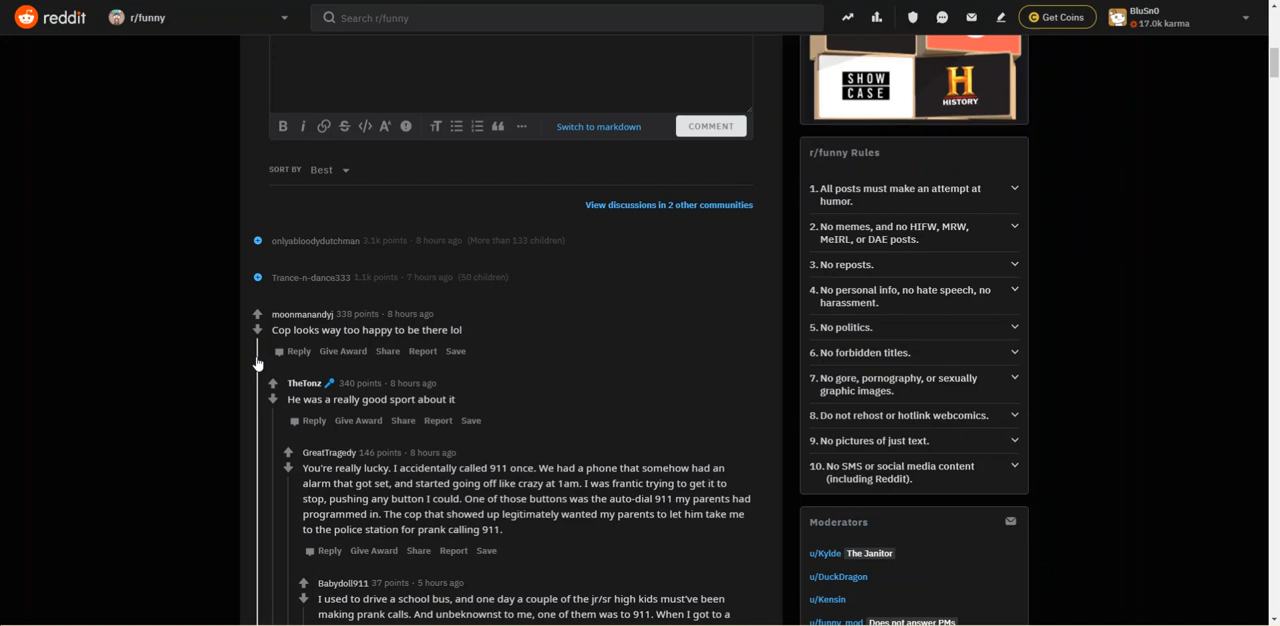 reddit
r/funny
Search r/funny
Get Coins
BluSn0
17.0k karma
B i
Switch to markdown
COMMENT
SORT BY Best
View discussions in 2 other communities
onlyabloodydutchman 3.1k points · 8 hours ago (More than 133 children)
Trance-n-dance333 1.1k points · 7 hours ago (50 children)
moonmanandyj 338 points · 8 hours ago
Cop looks way too happy to be there lol
Reply Give Award Share Report Save
TheTonz 340 points · 8 hours ago
He was a really good sport about it
Reply Give Award Share Report Save
GreatTragedy 146 points · 8 hours ago
You're really lucky. I accidentally called 911 once. We had a phone that somehow had an
alarm that got set, and started going off like crazy at 1am. I was frantic trying to get it to
stop, pushing any button I could. One of those buttons was the auto-dial 911 my parents had
programmed in. The cop that showed up legitimately wanted my parents to let him take me
to the police station for prank calling 911.
Reply Give Award Share Report Save
Babydoll911 37 points · 5 hours ago
I used to drive a school bus, and one day a couple of the jr/sr high kids must've been
making prank calls. And unbeknownst to me, one of them was to 911. When I got to a
SHOW
CASE
H
HISTORY
r/funny Rules
1. All posts must make an attempt at
humor.
2. No memes, and no HIFW, MRW,
MeIRL, or DAE posts.
3. No reposts.
4. No personal info, no hate speech, no
harassment.
5. No politics.
6. No forbidden titles.
7. No gore, pornography, or sexually
graphic images.
8. Do not rehost or hotlink webcomics.
9. No pictures of just text.
10. No SMS or social media content
(including Reddit).
Moderators
u/Kylde The Janitor
u/DuckDragon
u/Kensin
u/funny_mod Does not answer PMs